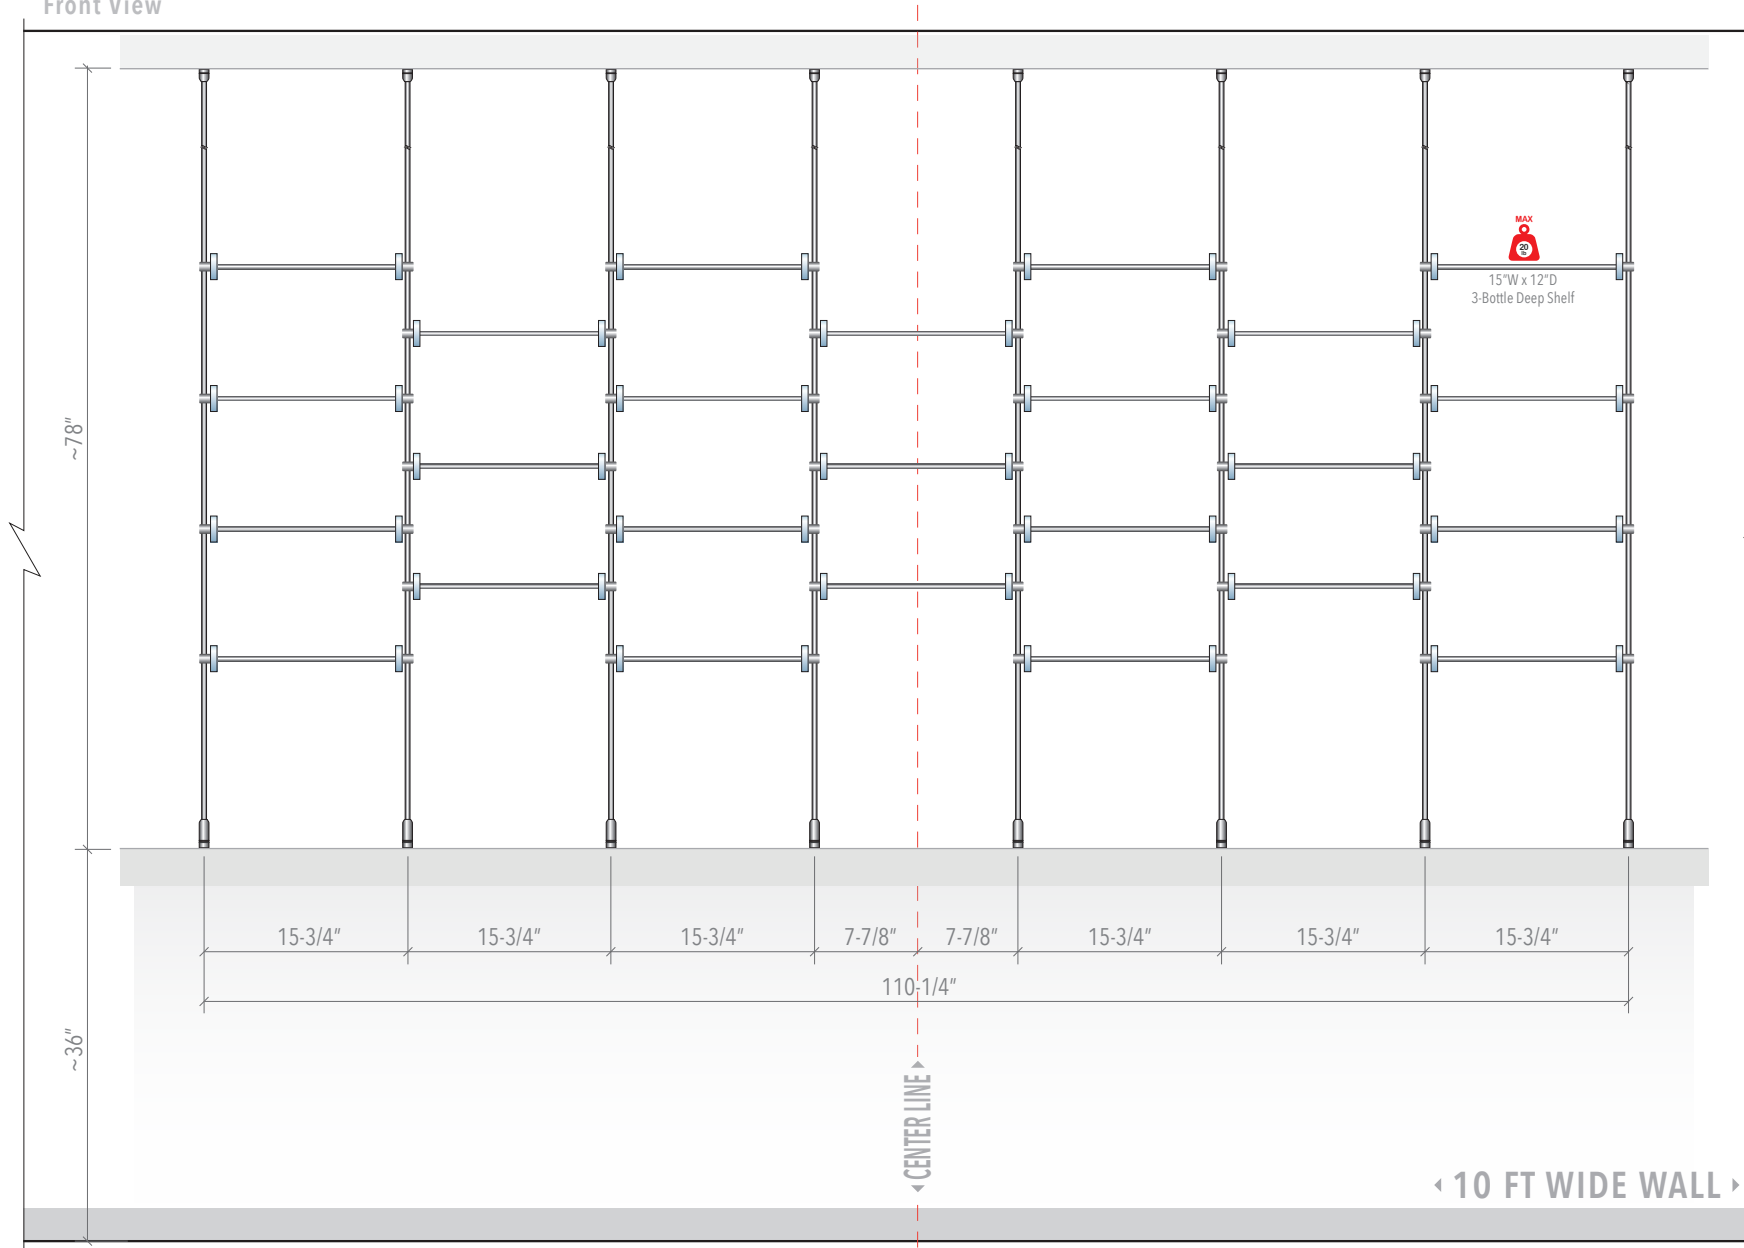 Front View
MAX
20
lb
15"W x 12"D
3-Bottle Deep Shelf
~78"
15-3/4" 15-3/4" 15-3/4" 7-7/8" 7-7/8" 15-3/4" 15-3/4" 15-3/4"
110-1/4"
~36"
CENTER LINE
10 FT WIDE WALL